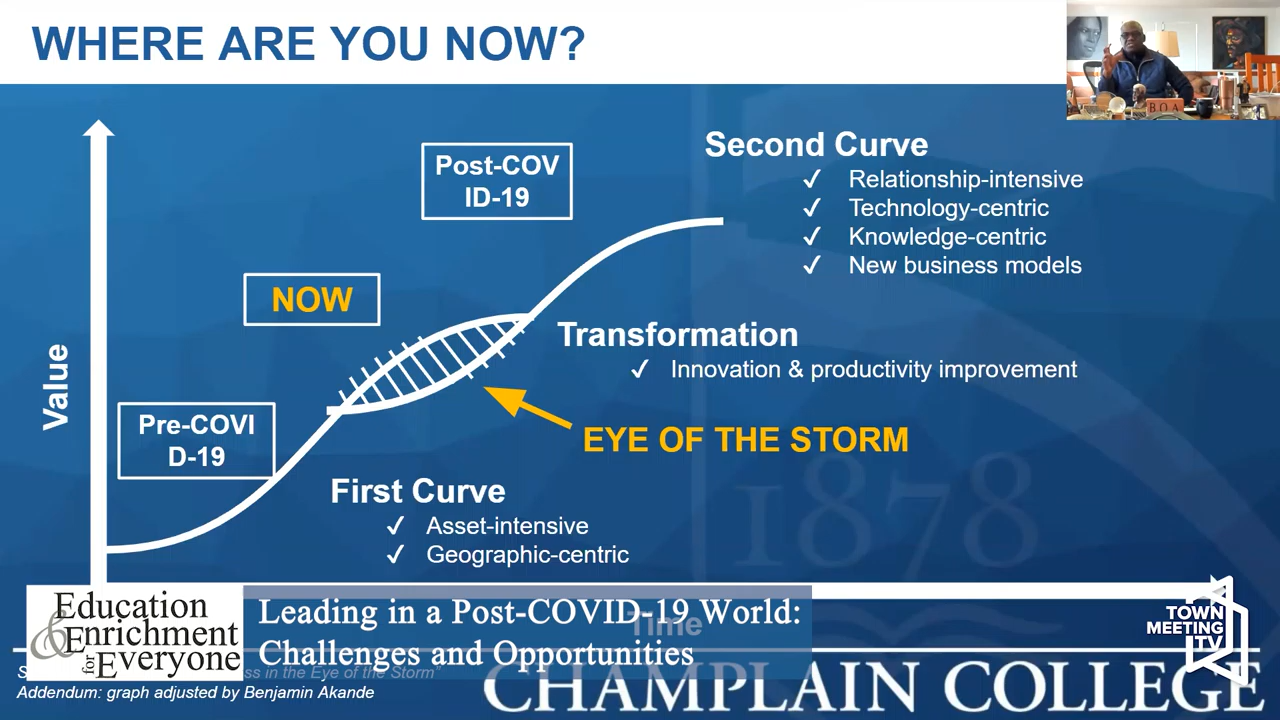 WHERE ARE YOU NOW?
B.O.A
Post-COV
ID-19
Second Curve
✓ Relationship-intensive
✓ Technology-centric
✓ Knowledge-centric
✓ New business models
NOW
Transformation
✓ Innovation & productivity improvement
Value
Pre-COVI
D-19
EYE OF THE STORM
First Curve
✓ Asset-intensive
✓ Geographic-centric
1878
Time
Education
& Enrichment
for Everyone
Leading in a Post-COVID-19 World:
Challenges and Opportunities
TOWN
MEETING
TV
in the Eye of the Storm"
Addendum: graph adjusted by Benjamin Akande
CHAMPLAIN COLLEGE